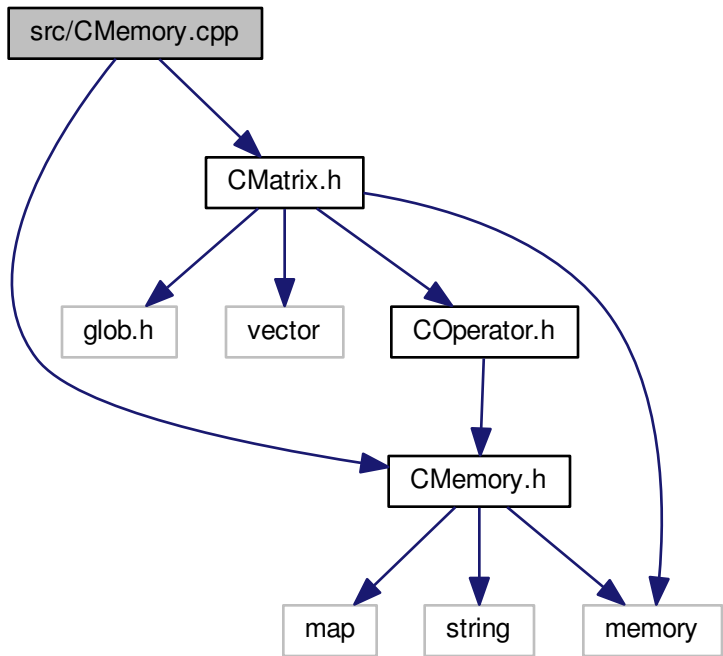 src/CMemory.cpp
CMatrix.h
glob.h
vector
COperator.h
CMemory.h
map
string
memory